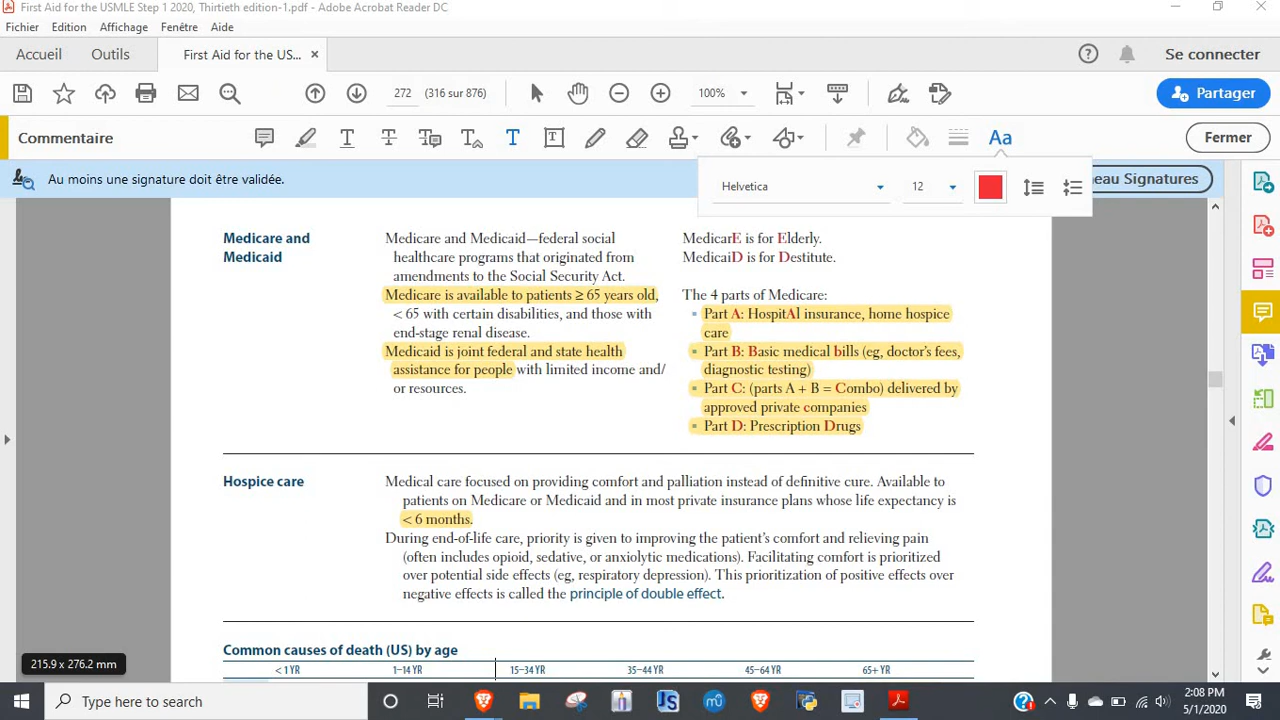 First Aid for the USMLE Step 1 2020, Thirtieth edition-1.pdf - Adobe Acrobat Reader DC
Fichier Edition Affichage Fenêtre Aide
Accueil Outils First Aid for the US... × Se connecter
272 (316 sur 876) 100% Partager
Commentaire Aa Fermer
Au moins une signature doit être validée. eau Signatures
Helvetica 12
Medicare and
Medicaid
Medicare and Medicaid—federal social
healthcare programs that originated from
amendments to the Social Security Act.
Medicare is available to patients ≥ 65 years old,
< 65 with certain disabilities, and those with
end-stage renal disease.
Medicaid is joint federal and state health
assistance for people with limited income and/
or resources.
MedicarE is for Elderly.
MedicaiD is for Destitute.
The 4 parts of Medicare:
▪ Part A: HospitAl insurance, home hospice
care
▪ Part B: Basic medical bills (eg, doctor's fees,
diagnostic testing)
▪ Part C: (parts A + B = Combo) delivered by
approved private companies
▪ Part D: Prescription Drugs
Hospice care
Medical care focused on providing comfort and palliation instead of definitive cure. Available to
patients on Medicare or Medicaid and in most private insurance plans whose life expectancy is
< 6 months.
During end-of-life care, priority is given to improving the patient's comfort and relieving pain
(often includes opioid, sedative, or anxiolytic medications). Facilitating comfort is prioritized
over potential side effects (eg, respiratory depression). This prioritization of positive effects over
negative effects is called the principle of double effect.
Common causes of death (US) by age
< 1 YR 1–14 YR 15–34 YR 35–44 YR 45–64 YR 65+ YR
215.9 x 276.2 mm
Type here to search
2:08 PM
5/1/2020